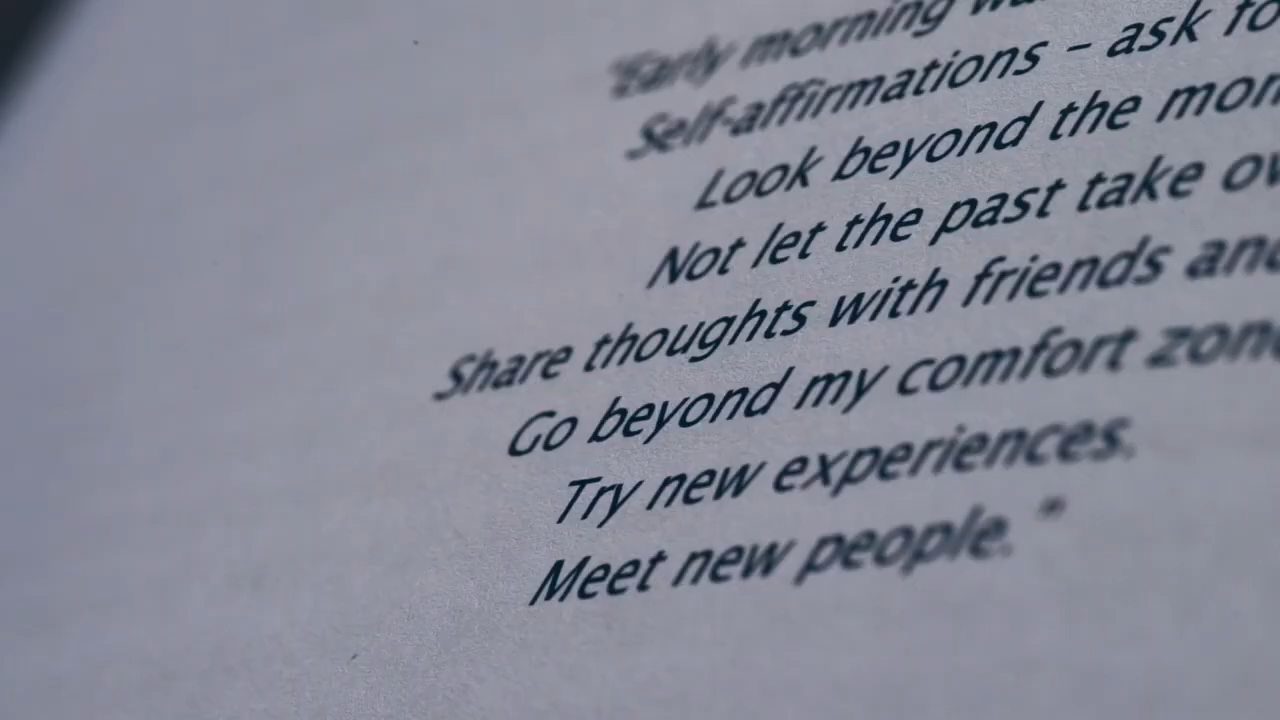 "Early morning
Self-affirmations – ask
Look beyond the
Not let the past take
Share thoughts with friends and
Go beyond my comfort
Try new experiences.
Meet new people. "